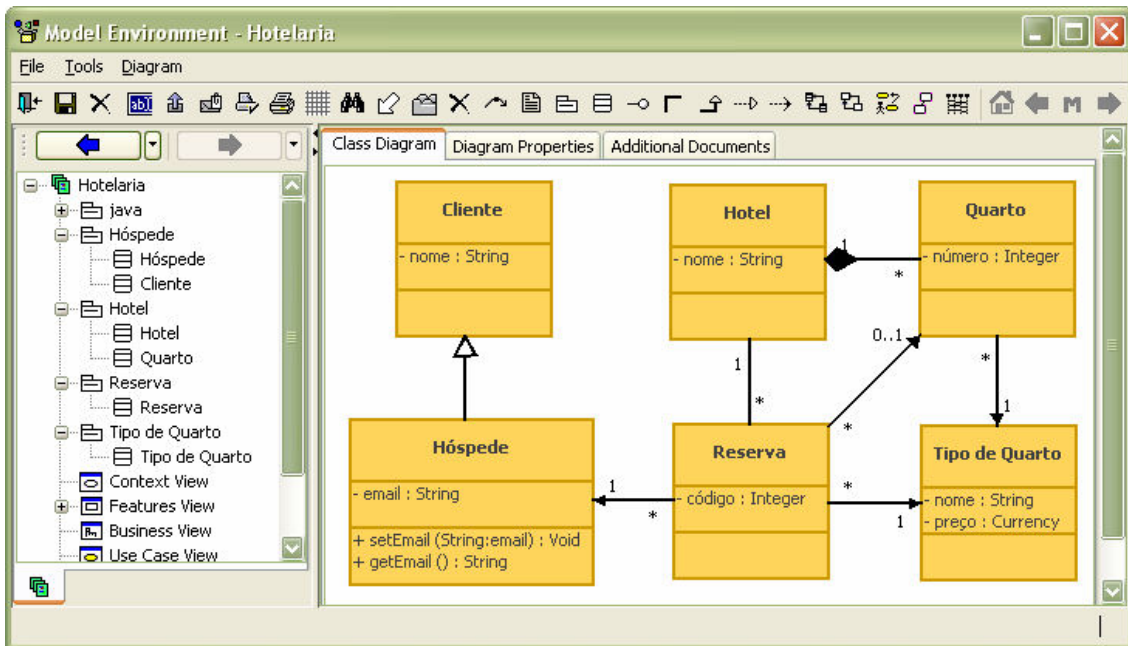 Model Environment - Hotelaria
File Tools Diagram
ab
M
Class Diagram Diagram Properties Additional Documents
Hotelaria
java
Hóspede
Hóspede
Cliente
Hotel
Hotel
Quarto
Reserva
Reserva
Tipo de Quarto
Tipo de Quarto
Context View
Features View
Business View
Use Case View
Cliente
- nome : String
Hotel
- nome : String
1
*
Quarto
- número : Integer
0..1
*
1
*
*
1
Hóspede
- email : String
+ setEmail (String:email) : Void
+ getEmail () : String
1
*
Reserva
- código : Integer
*
*
1
Tipo de Quarto
- nome : String
- preço : Currency